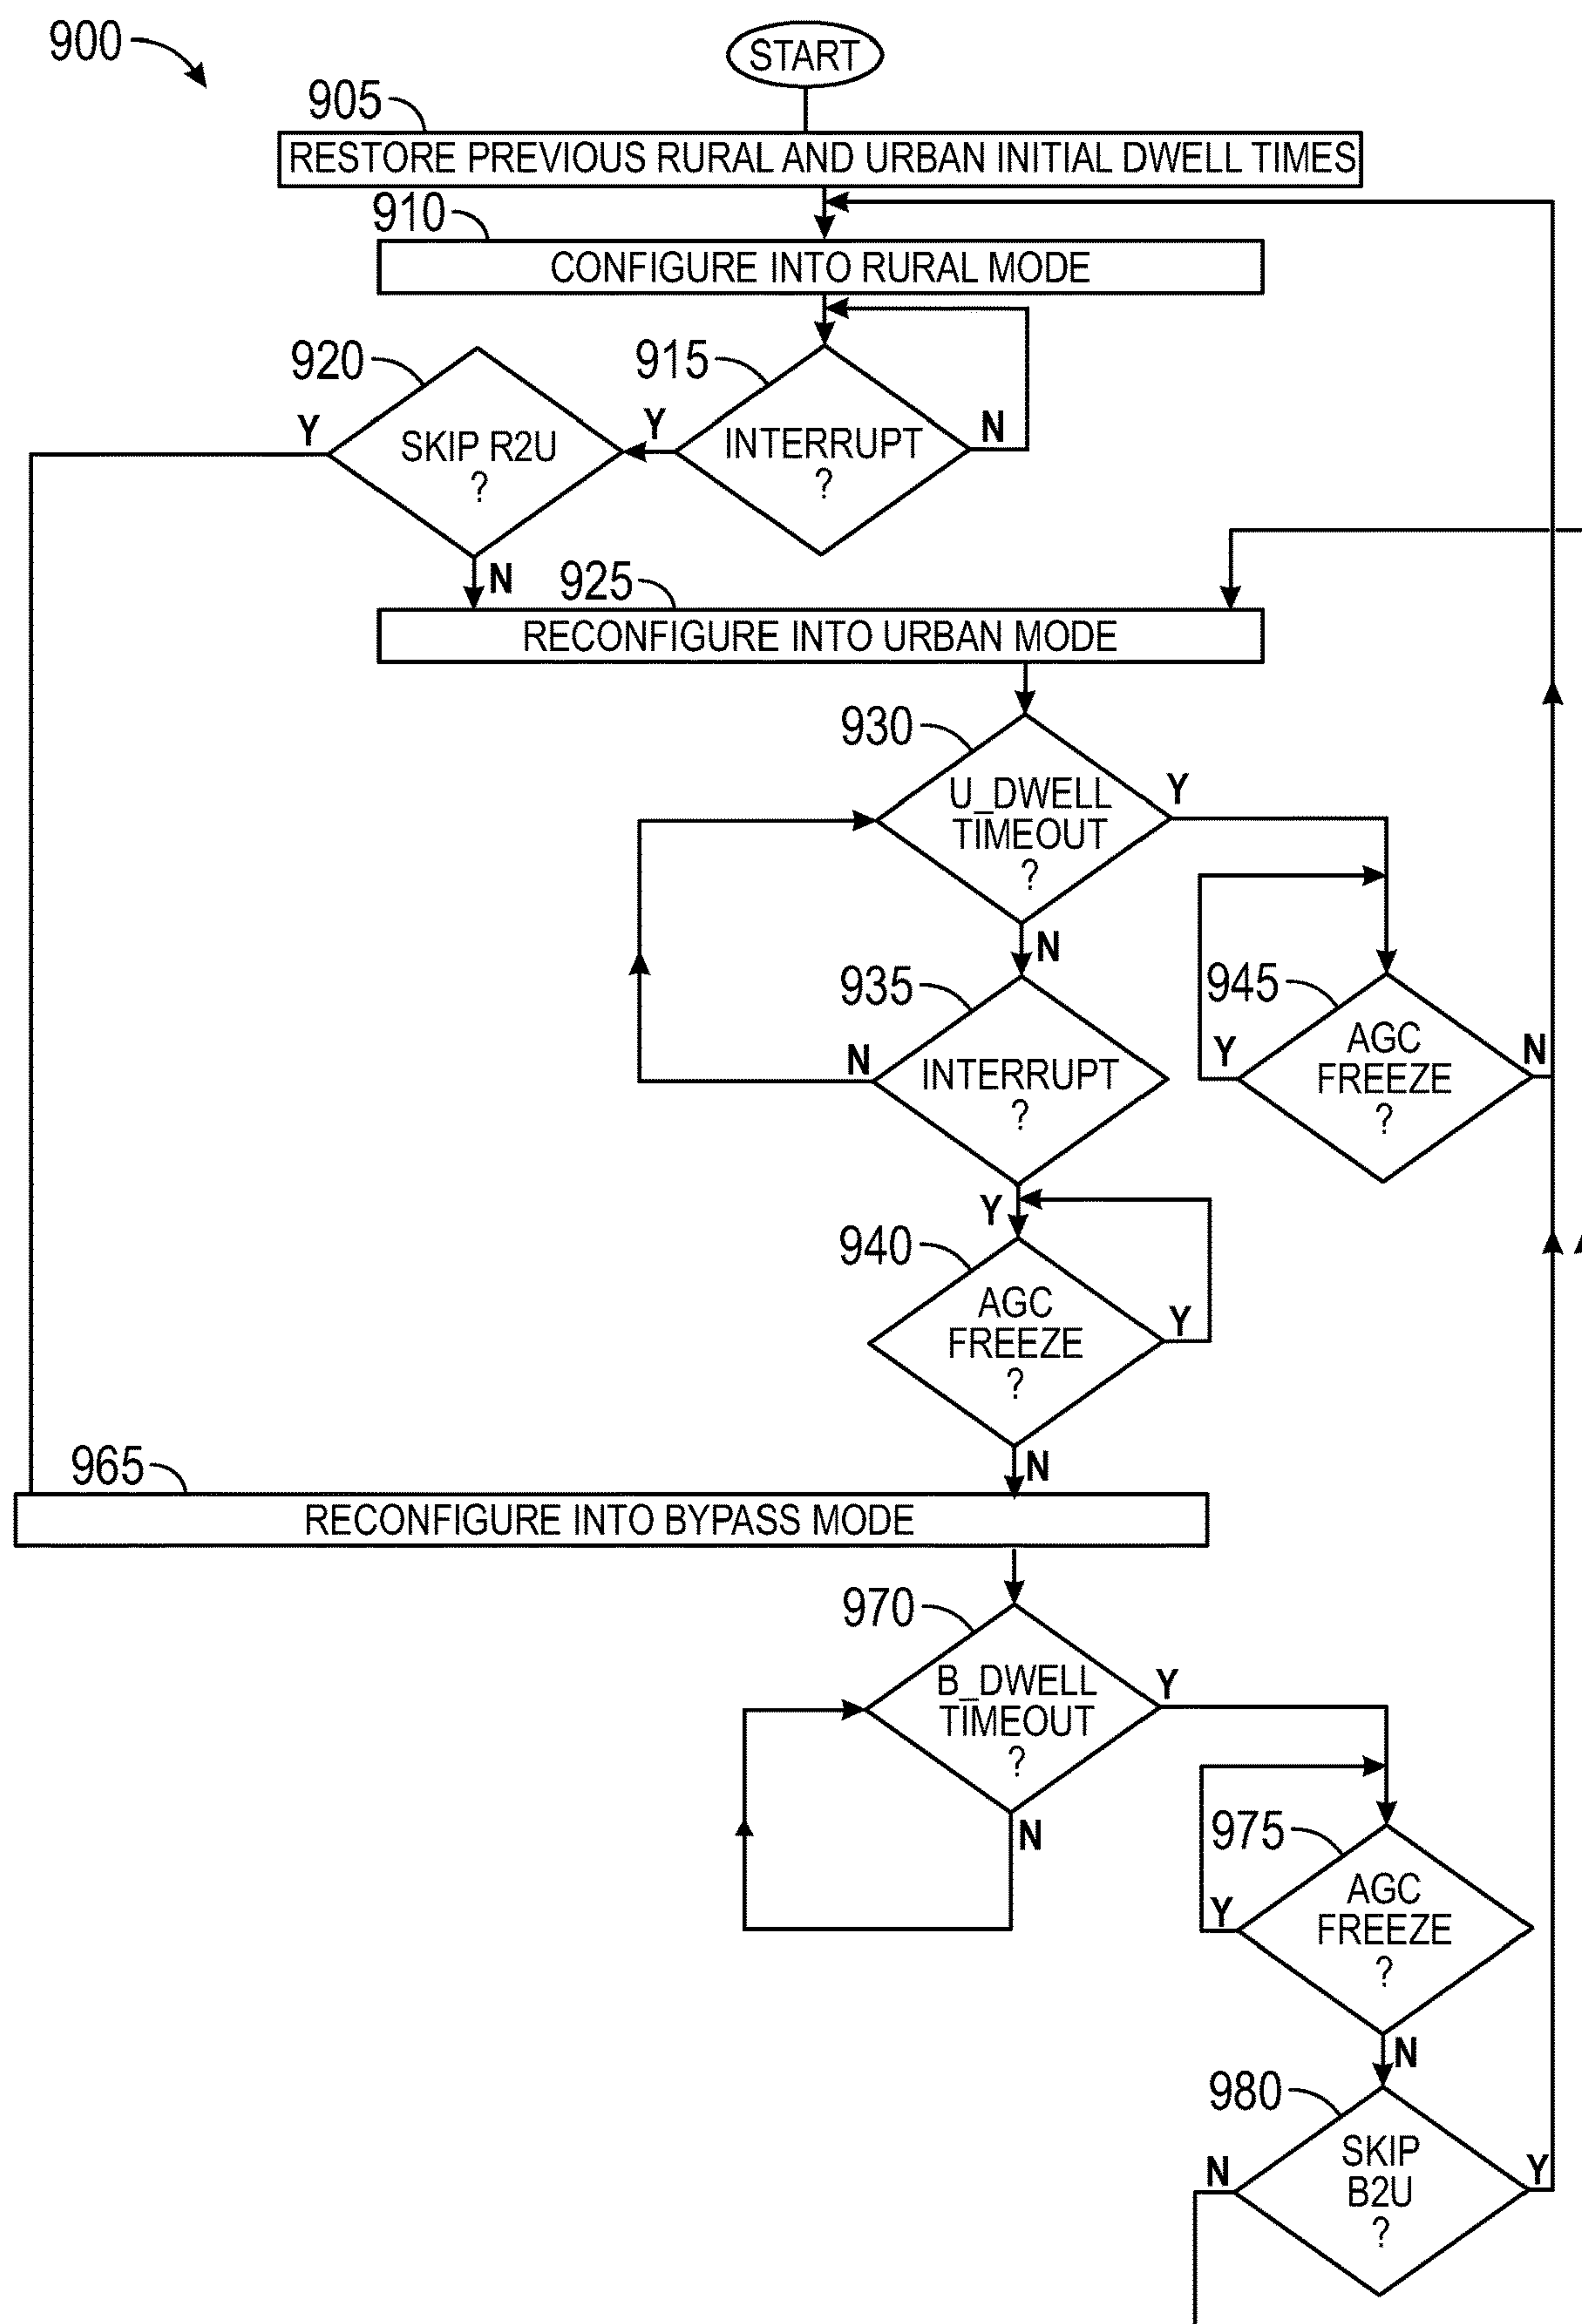 900
START
905
RESTORE PREVIOUS RURAL AND URBAN INITIAL DWELL TIMES
910
CONFIGURE INTO RURAL MODE
920
915
Y
SKIP R2U
?
Y
INTERRUPT
?
N
N
925
RECONFIGURE INTO URBAN MODE
930
U_DWELL
TIMEOUT
?
Y
N
935
945
N
INTERRUPT
?
Y
AGC
FREEZE
?
N
Y
940
AGC
FREEZE
?
Y
N
965
RECONFIGURE INTO BYPASS MODE
970
B_DWELL
TIMEOUT
?
Y
N
975
Y
AGC
FREEZE
?
N
980
N
SKIP
B2U
?
Y